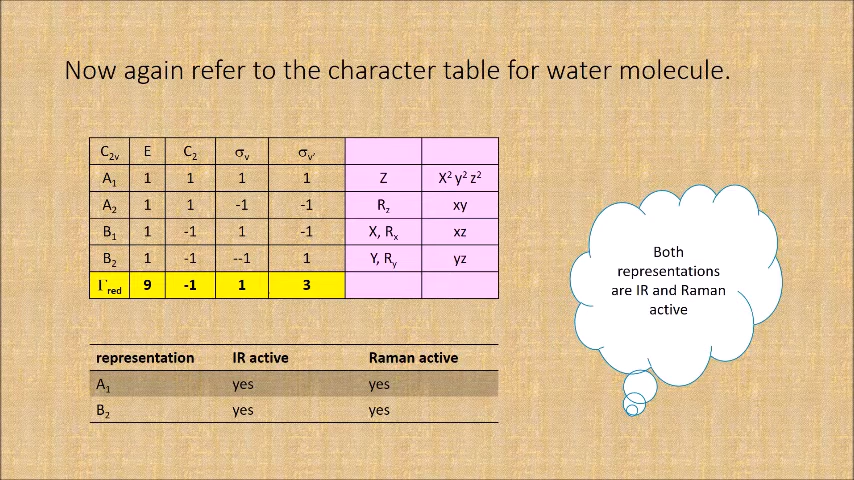 Now again refer to the character table for water molecule.
C2v E C2 σv σv'
A1 1 1 1 1 Z X2 y2 z2
A2 1 1 -1 -1 Rz xy
B1 1 -1 1 -1 X, Rx xz
B2 1 -1 --1 1 Y, Ry yz
Γred 9 -1 1 3
Both
representations
are IR and Raman
active
representation IR active Raman active
A1 yes yes
B2 yes yes